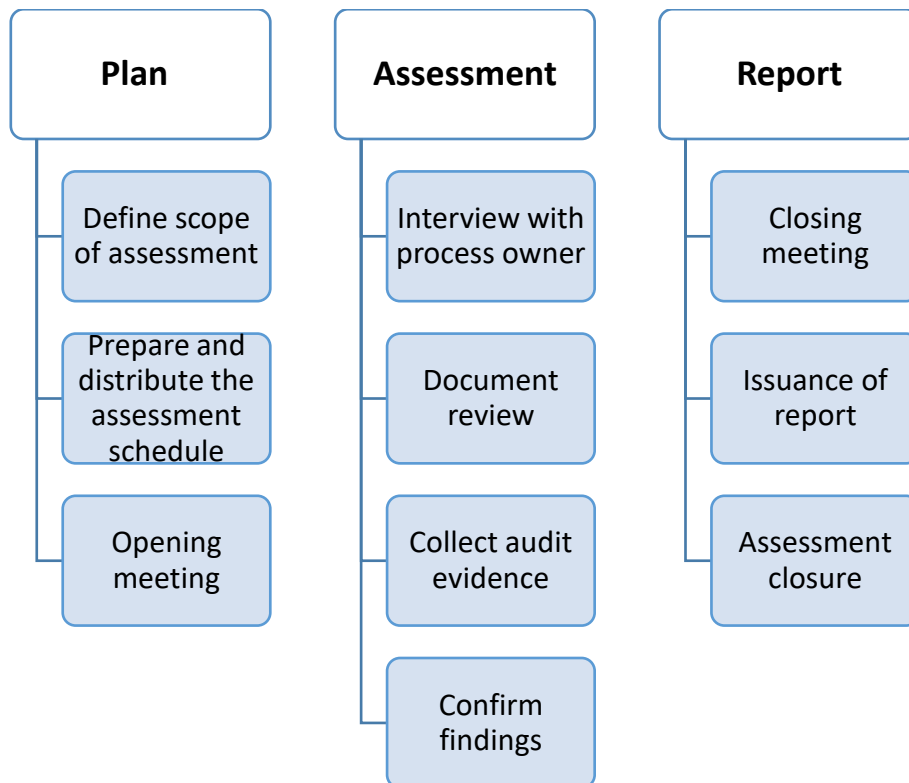 Plan
Define scope
of assessment
Prepare and
distribute the
assessment
schedule
Opening
meeting
Assessment
Interview with
process owner
Document
review
Collect audit
evidence
Confirm
findings
Report
Closing
meeting
Issuance of
report
Assessment
closure